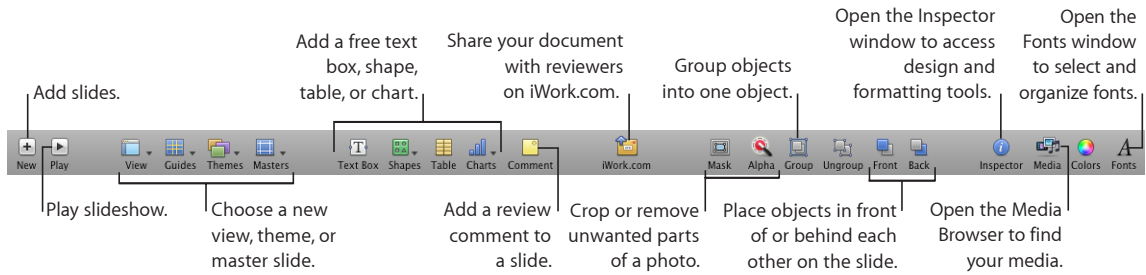 Add slides.
Add a free text
box, shape,
table, or chart.
Share your document
with reviewers
on iWork.com.
Group objects
into one object.
Open the Inspector
window to access
design and
formatting tools.
Open the
Fonts window
to select and
organize fonts.
New Play View Guides Themes Masters Text Box Shapes Table Charts Comment iWork.com Mask Alpha Group Ungroup Front Back Inspector Media Colors Fonts
Play slideshow.
Choose a new
view, theme, or
master slide.
Add a review
comment to
a slide.
Crop or remove
unwanted parts
of a photo.
Place objects in front
of or behind each
other on the slide.
Open the Media
Browser to find
your media.